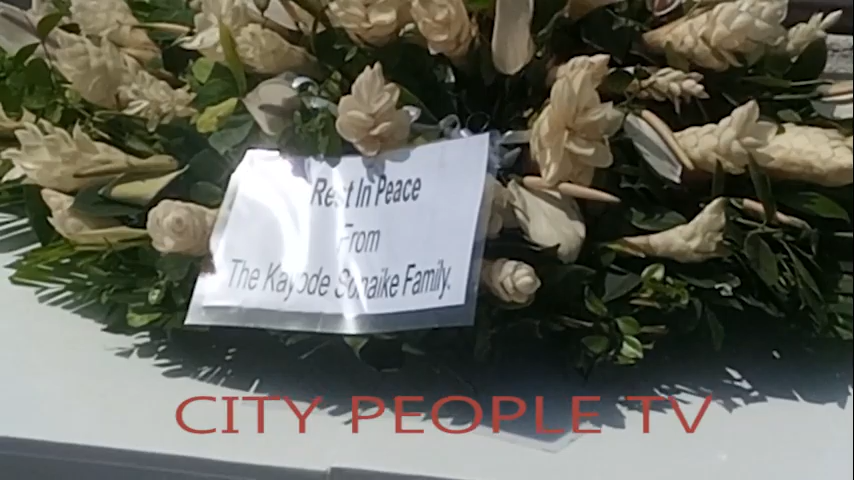 Rest In Peace
From
The Kayode Sonaike Family.
CITY PEOPLE TV